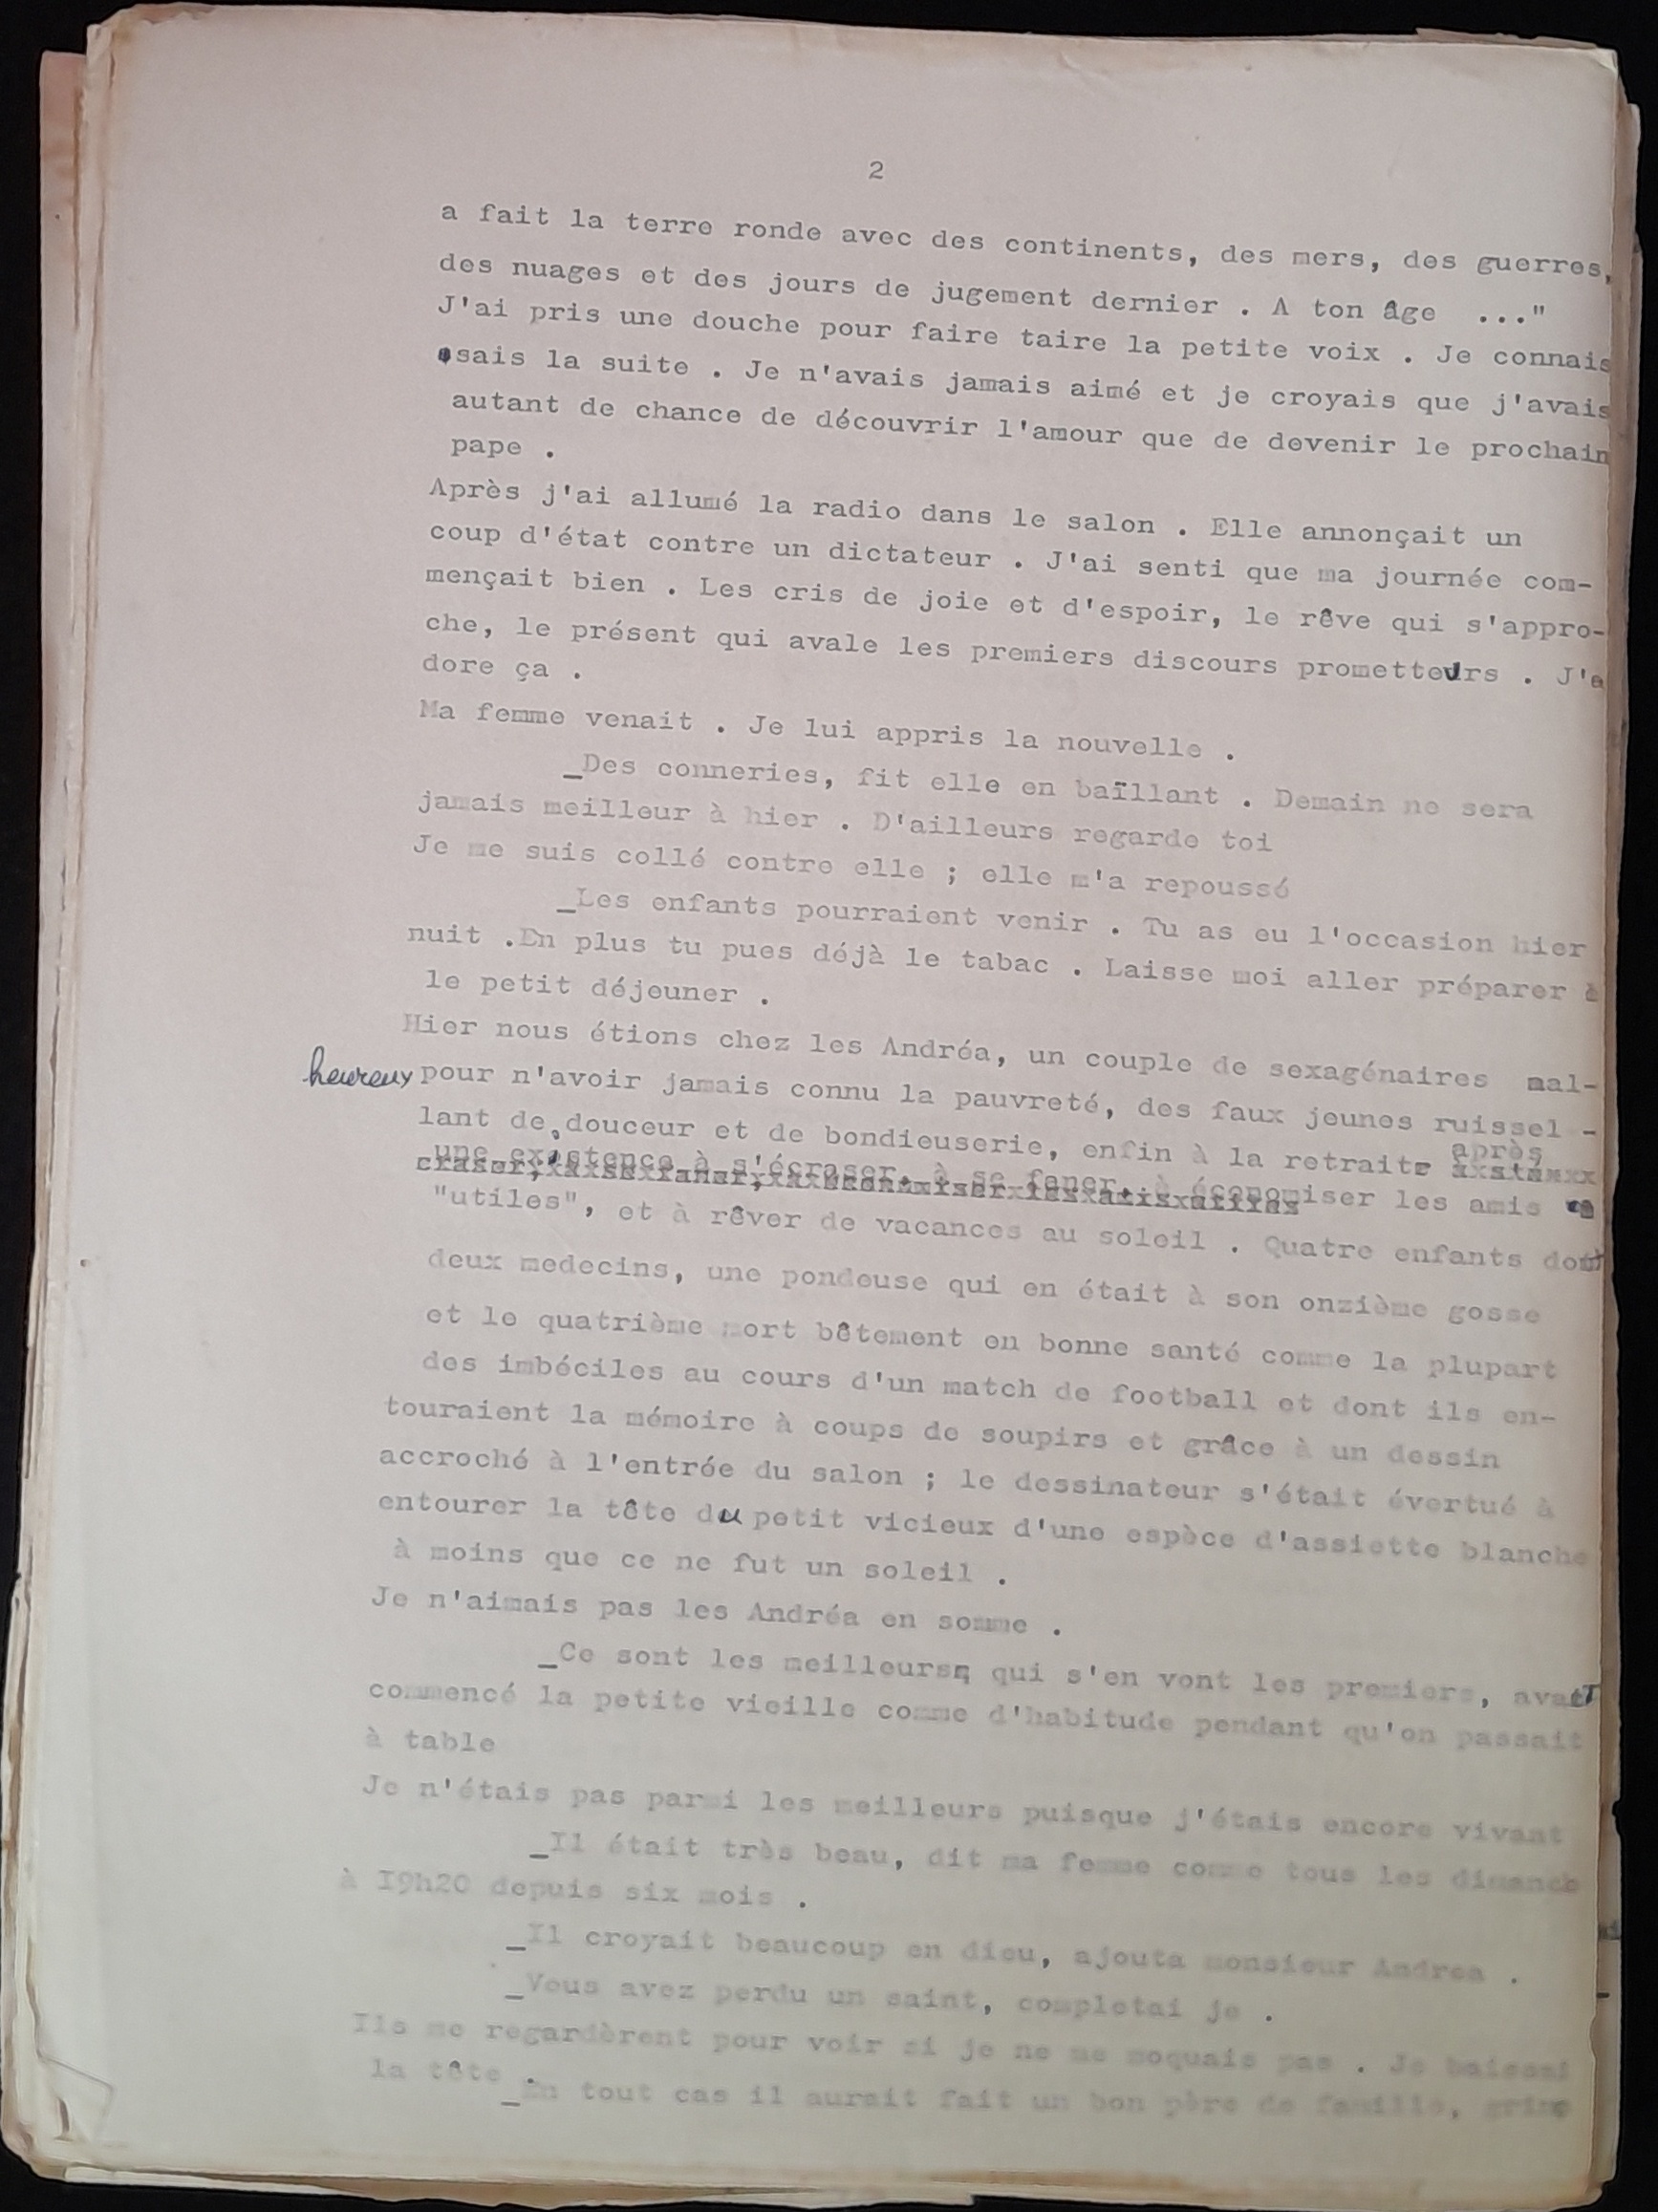 2
a fait la terre ronde avec des continents, des mers, des guerres,
des nuages et des jours de jugement dernier . A ton âge ..."
J'ai pris une douche pour faire taire la petite voix . Je connais
sais la suite . Je n'avais jamais aimé et je croyais que j'avais
autant de chance de découvrir l'amour que de devenir le prochain
pape .
Après j'ai allumé la radio dans le salon . Elle annonçait un
coup d'état contre un dictateur . J'ai senti que ma journée com-
mençait bien . Les cris de joie et d'espoir, le rêve qui s'appro-
che, le présent qui avale les premiers discours prometteurs . J'a
dore ça .
Ma femme venait . Je lui appris la nouvelle .
_Des conneries, fit elle en baïllant . Demain ne sera
jamais meilleur à hier . D'ailleurs regarde toi
Je me suis collé contre elle ; elle m'a repoussé
_Les enfants pourraient venir . Tu as eu l'occasion hier
nuit .En plus tu pues déjà le tabac . Laisse moi aller préparer
le petit déjeuner .
Hier nous étions chez les Andréa, un couple de sexagénaires mal-
heureux pour n'avoir jamais connu la pauvreté, des faux jeunes ruissel -
lant de douceur et de bondieuserie, enfin à la retraite après
une existence à s'écraser, à se faner, à économiser les amis
"utiles", et à rêver de vacances au soleil . Quatre enfants dont
deux medecins, une pondeuse qui en était à son onzième gosse
et le quatrième mort bêtement en bonne santé comme la plupart
des imbéciles au cours d'un match de football et dont ils en-
touraient la mémoire à coups de soupirs et grâce à un dessin
accroché à l'entrée du salon ; le dessinateur s'était évertué à
entourer la tête du petit vicieux d'une espèce d'assiette blanche
à moins que ce ne fut un soleil .
Je n'aimais pas les Andréa en somme .
_Ce sont les meilleurs qui s'en vont les premiers, avait
commencé la petite vieille comme d'habitude pendant qu'on passait
à table
Je n'étais pas parmi les meilleurs puisque j'étais encore vivant
_Il était très beau, dit ma femme comme tous les dimanch
à I9h20 depuis six mois .
_Il croyait beaucoup en dieu, ajouta monsieur Andrea .
_Vous avez perdu un saint, completai je .
Ils me regardèrent pour voir si je ne me moquais pas . Je baissai
la tête .
_En tout cas il aurait fait un bon père de famille,